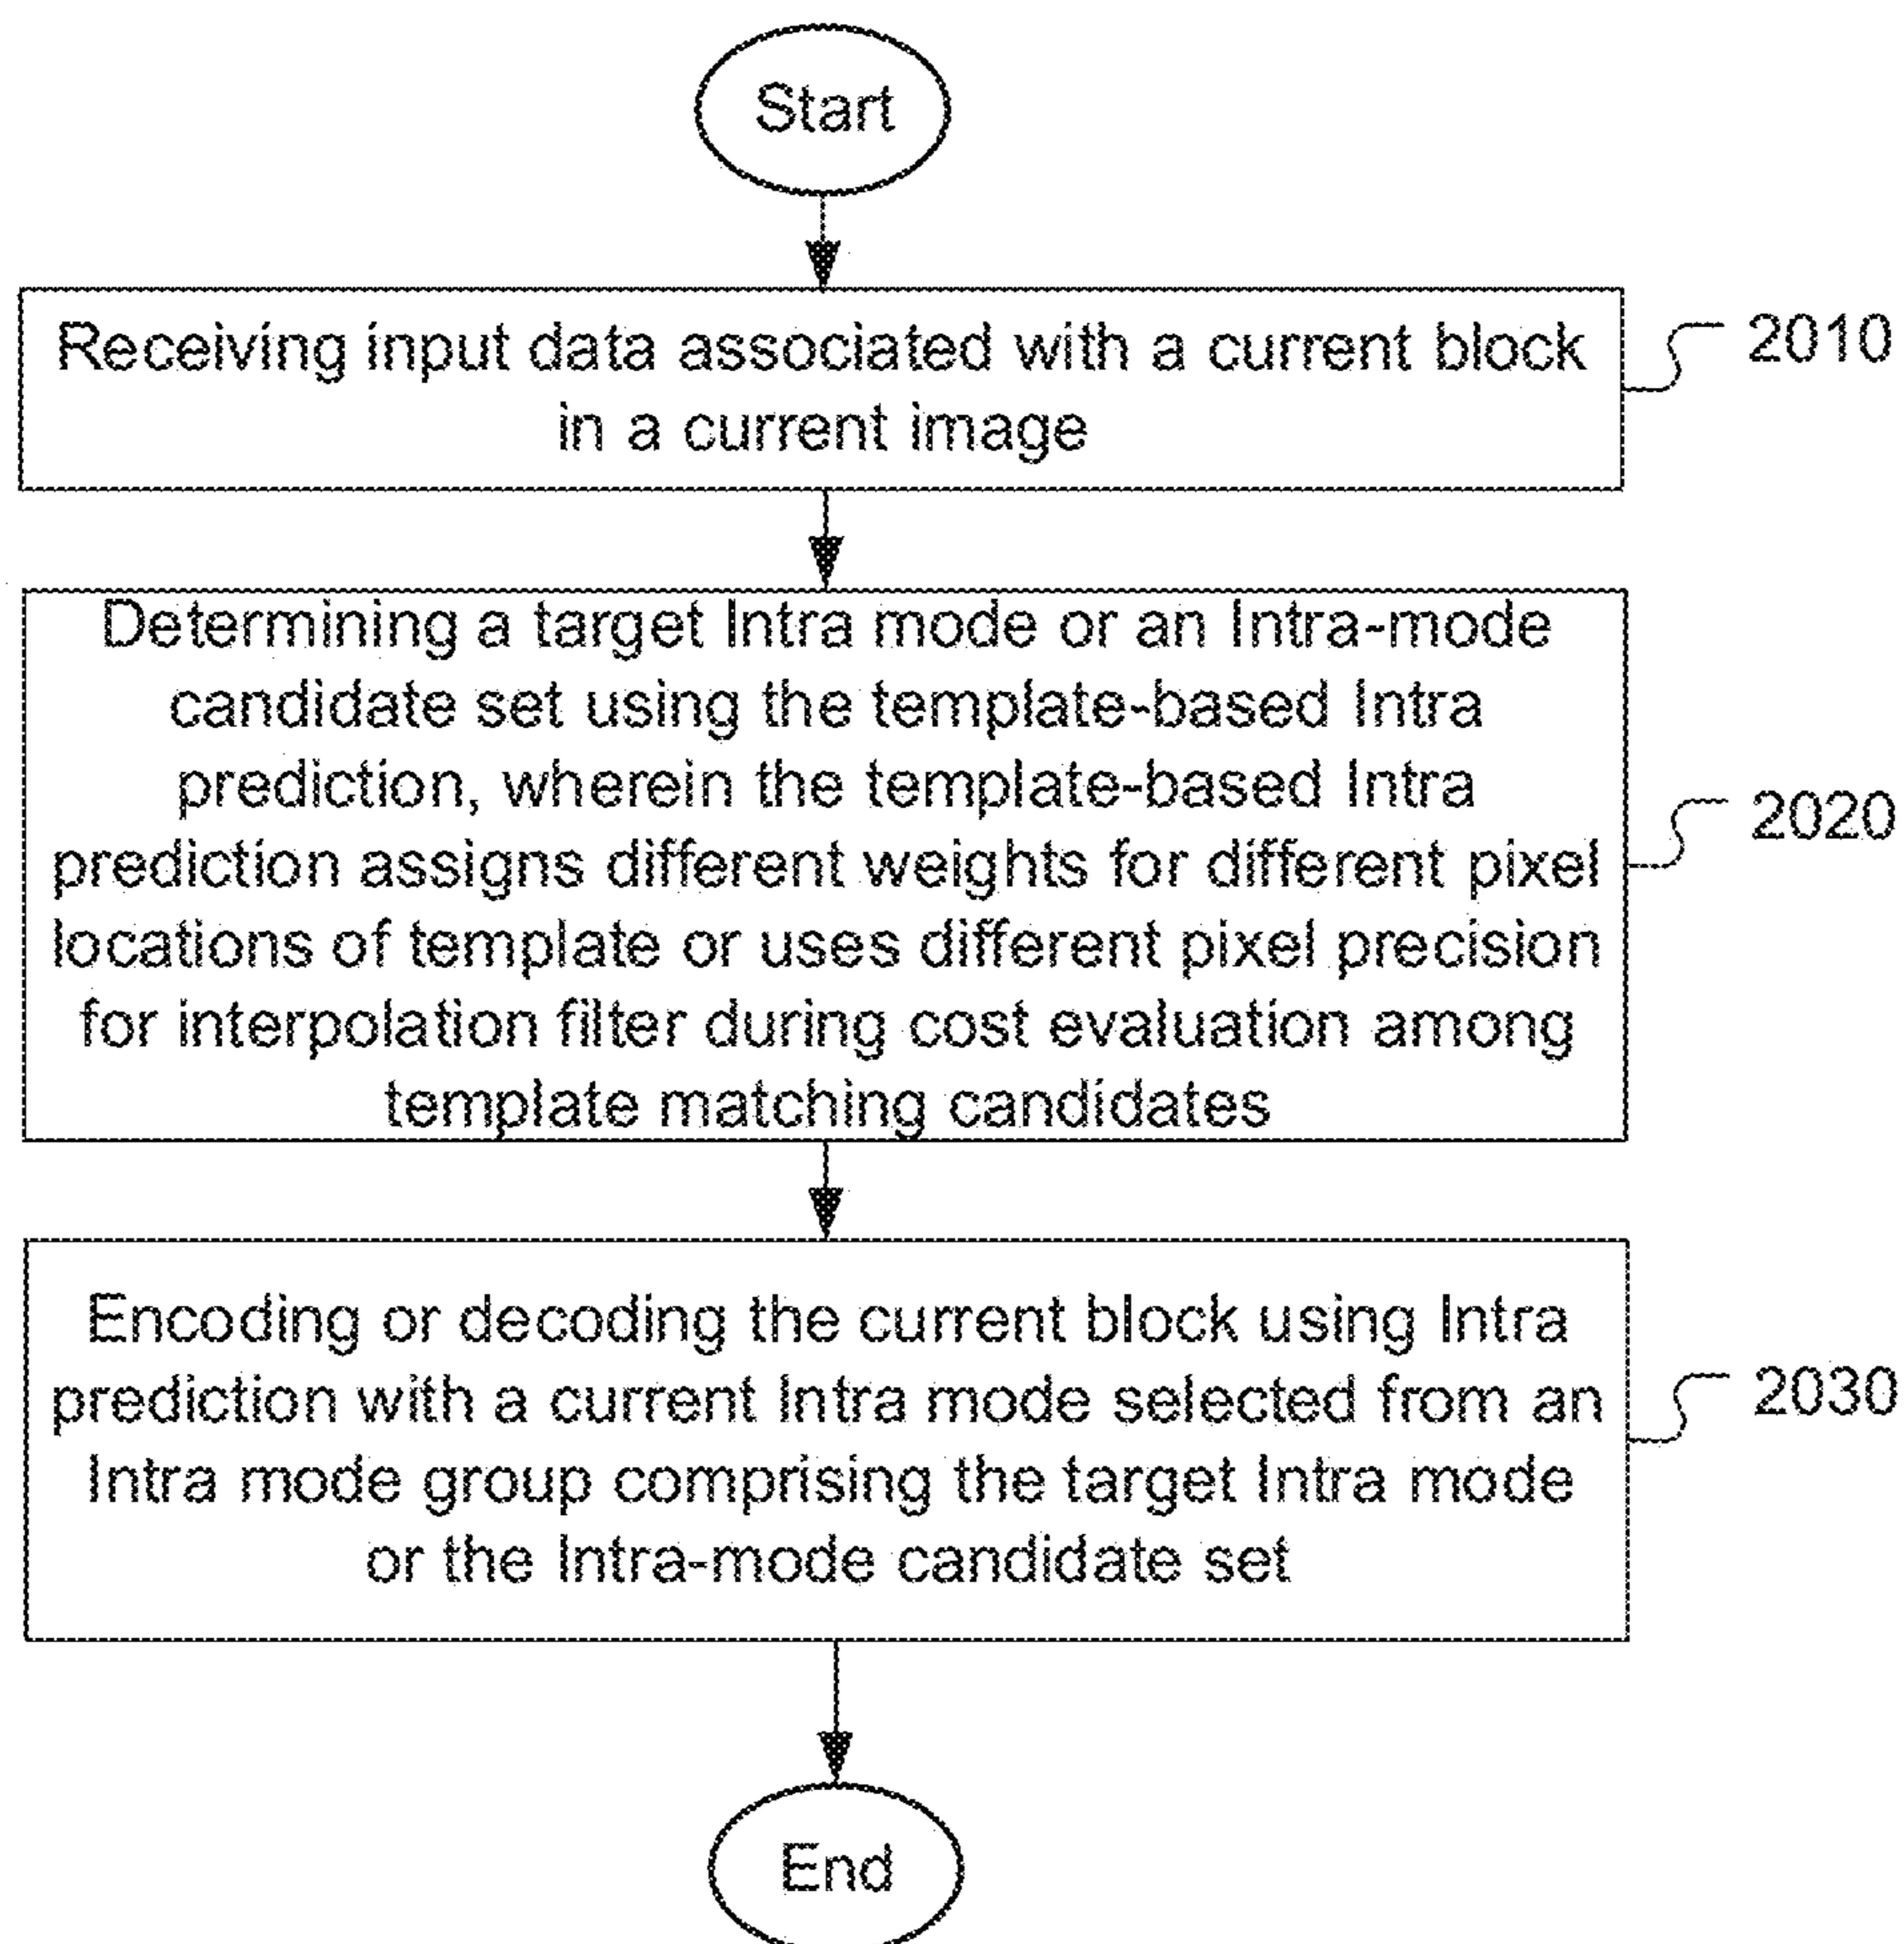 Start
Receiving input data associated with a current block
in a current image
2010
Determining a target Intra mode or an Intra-mode
candidate set using the template-based Intra
prediction, wherein the template-based Intra
prediction assigns different weights for different pixel
locations of template or uses different pixel precision
for interpolation filter during cost evaluation among
template matching candidates
2020
Encoding or decoding the current block using Intra
prediction with a current Intra mode selected from an
Intra mode group comprising the target Intra mode
or the Intra-mode candidate set
2030
End